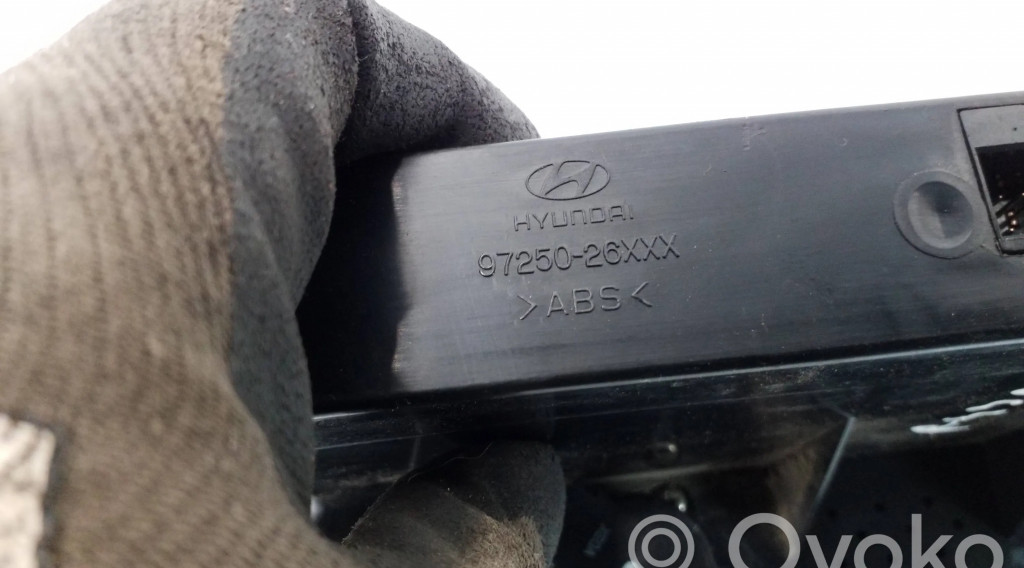 HYUNDAI
97250-26XXX
>ABS<
© Ovoko